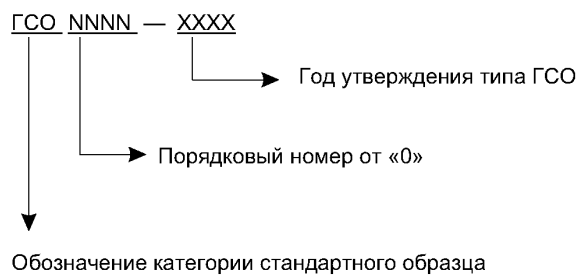 ГСО NNNN — XXXX
Год утверждения типа ГСО
Порядковый номер от «0»
Обозначение категории стандартного образца